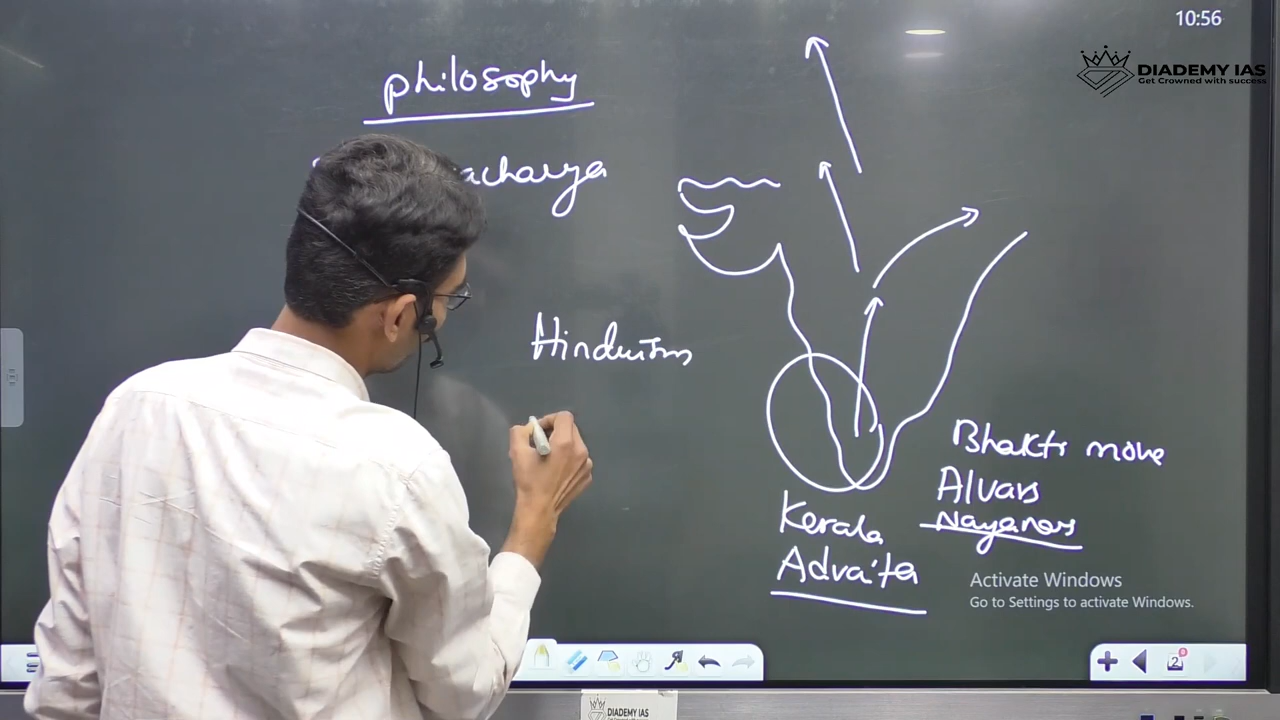 10:56
DIADEMY IAS
Get Crowned with success
philosophy
acharya
Hinduism
Bhakti move
Alvars
Nayanars
Kerala
Advaita
Activate Windows
Go to Settings to activate Windows.
2
DIADEMY IAS